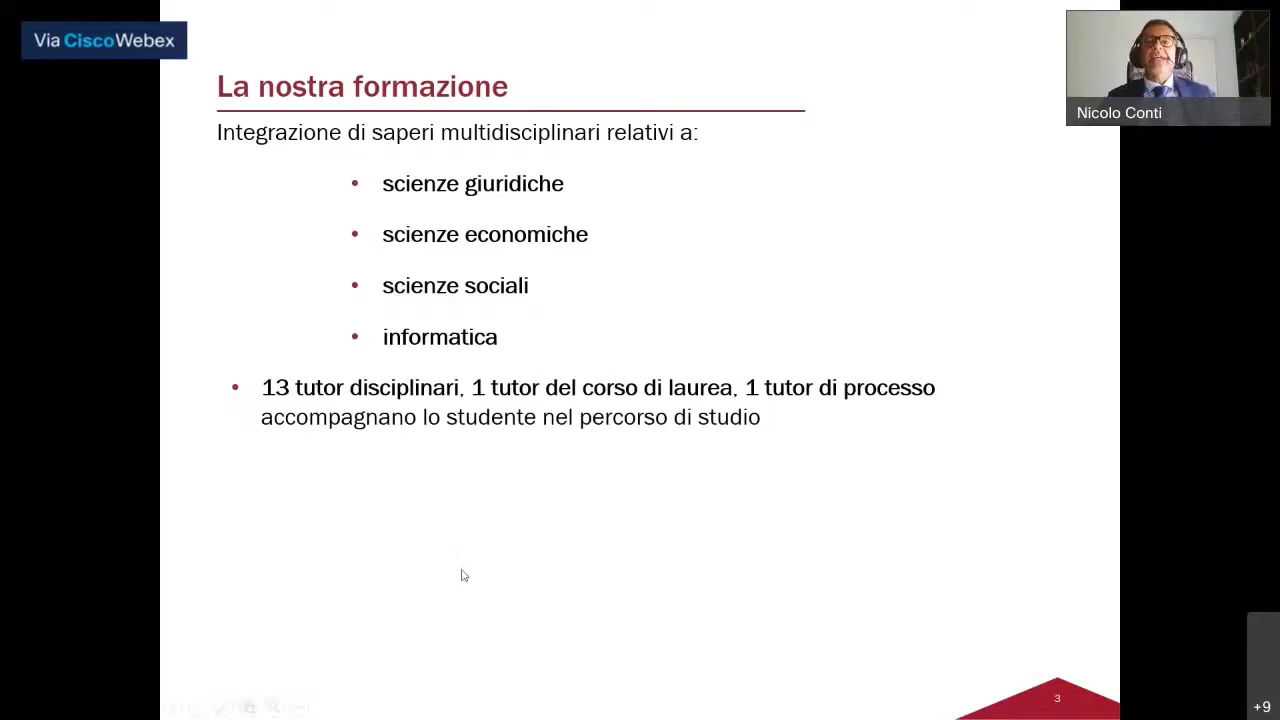 Via CiscoWebex
La nostra formazione
Nicolo Conti
Integrazione di saperi multidisciplinari relativi a:
• scienze giuridiche
• scienze economiche
• scienze sociali
• informatica
• 13 tutor disciplinari, 1 tutor del corso di laurea, 1 tutor di processo
accompagnano lo studente nel percorso di studio
3
+9